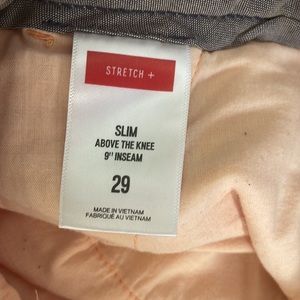 STRETCH +
SLIM
ABOVE THE KNEE
9" INSEAM
29
MADE IN VIETNAM
FABRIQUÉ AU VIETNAM